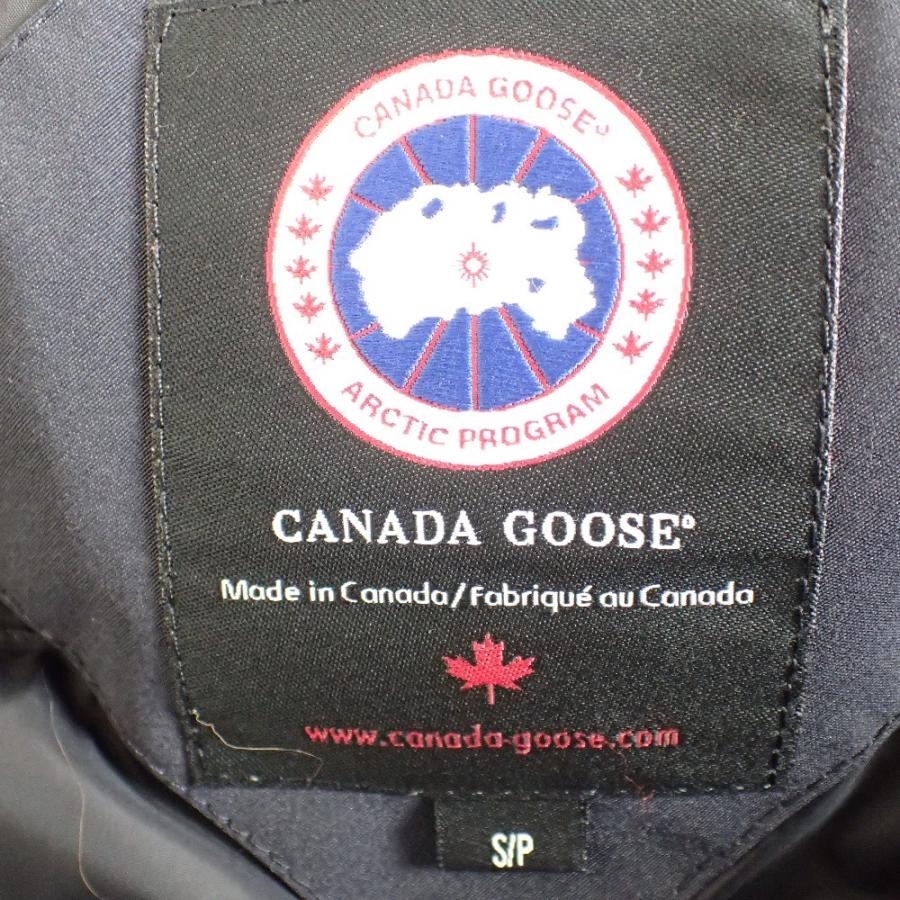 CANADA GOOSE®
ARCTIC PROGRAM
CANADA GOOSE®
Made in Canada/Fabriqué au Canada
www.canada-goose.com
S/P